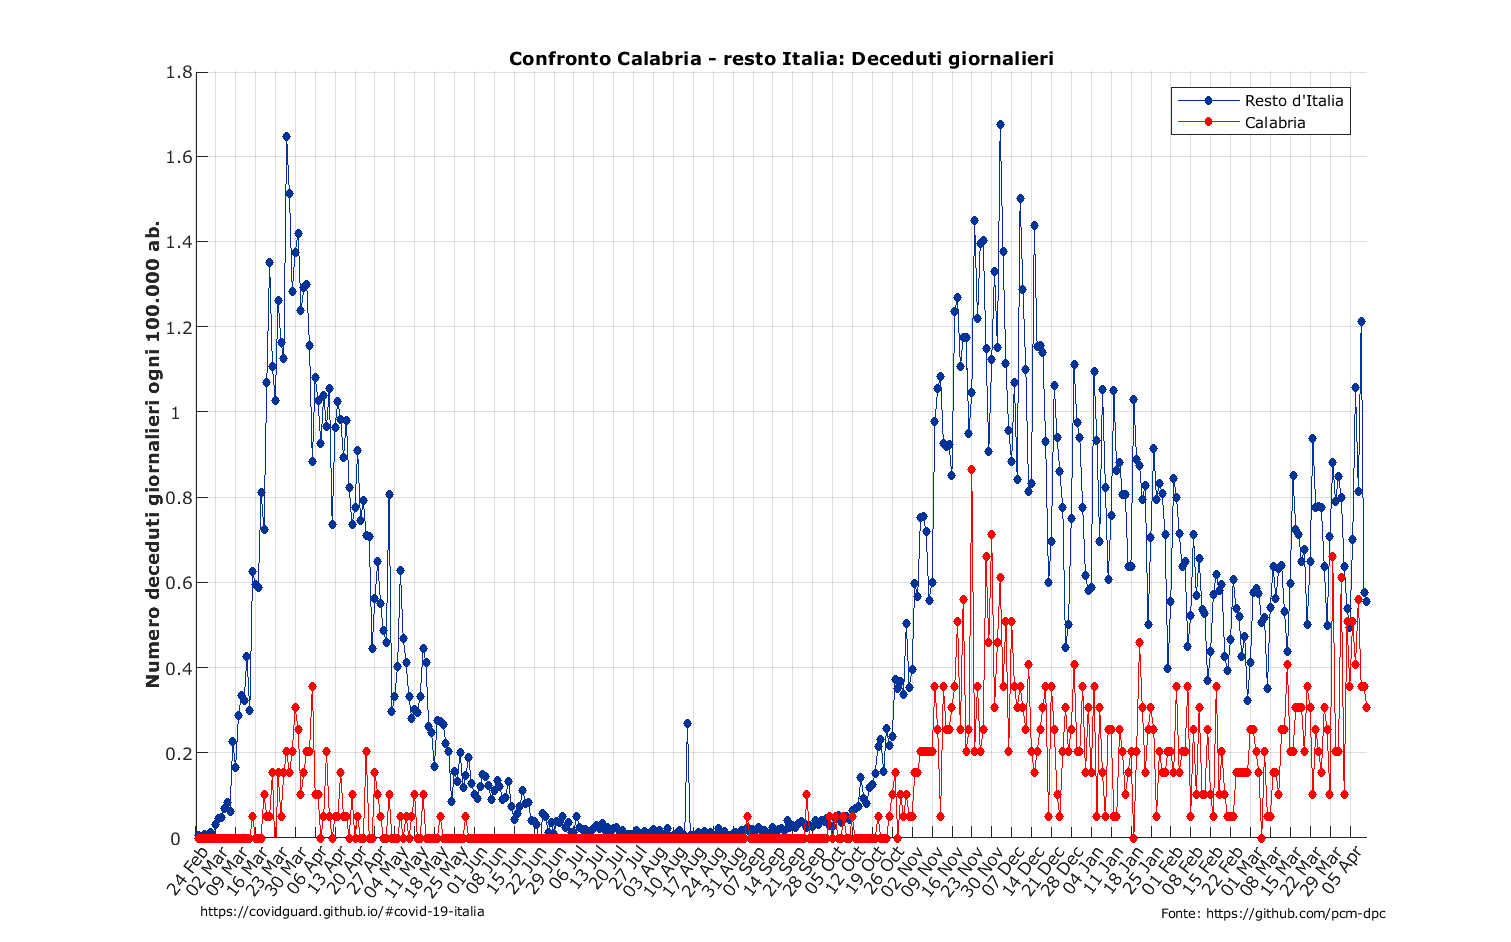 Confronto Calabria - resto Italia: Deceduti giornalieri
Numero deceduti giornalieri ogni 100.000 ab.
1.8
1.6
1.4
1.2
1
0.8
0.6
0.4
0.2
0
Resto d'Italia
Calabria
24 Feb
02 Mar
09 Mar
16 Mar
23 Mar
30 Mar
06 Apr
13 Apr
20 Apr
27 Apr
04 May
11 May
18 May
25 May
01 Jun
08 Jun
15 Jun
22 Jun
29 Jun
06 Jul
13 Jul
20 Jul
27 Jul
03 Aug
10 Aug
17 Aug
24 Aug
31 Aug
07 Sep
14 Sep
21 Sep
28 Sep
05 Oct
12 Oct
19 Oct
26 Oct
02 Nov
09 Nov
16 Nov
23 Nov
30 Nov
07 Dec
14 Dec
21 Dec
28 Dec
04 Jan
11 Jan
18 Jan
25 Jan
01 Feb
08 Feb
15 Feb
22 Feb
01 Mar
08 Mar
15 Mar
22 Mar
29 Mar
05 Apr
https://covidguard.github.io/#covid-19-italia
Fonte: https://github.com/pcm-dpc